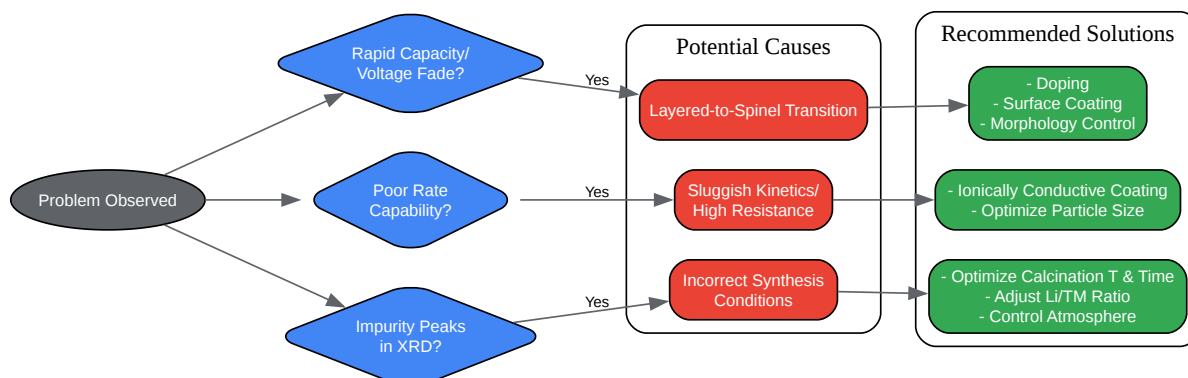 Potential Causes
Recommended Solutions
Problem Observed
Rapid Capacity/
Voltage Fade?
Yes
Layered-to-Spinel Transition
- Doping
- Surface Coating
- Morphology Control
Poor Rate
Capability?
Yes
Sluggish Kinetics/
High Resistance
- Ionically Conductive Coating
- Optimize Particle Size
Impurity Peaks
in XRD?
Yes
Incorrect Synthesis
Conditions
- Optimize Calcination T & Time
- Adjust Li/TM Ratio
- Control Atmosphere